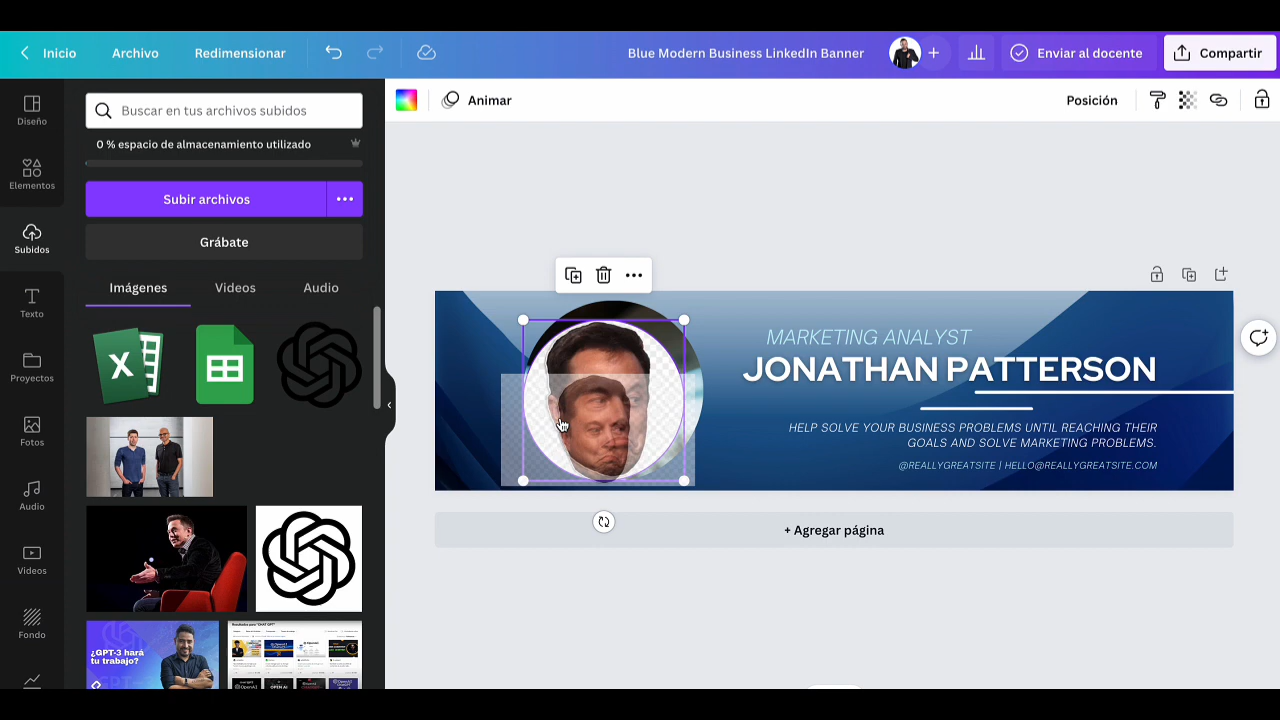 Inicio
Archivo
Redimensionar
Blue Modern Business LinkedIn Banner
+
Enviar al docente
Compartir
Diseño
Elementos
Subidos
Texto
Proyectos
Fotos
Audio
Videos
Fondo
Buscar en tus archivos subidos
0 % espacio de almacenamiento utilizado
Subir archivos
Grábate
Imágenes
Videos
Audio
X
¿GPT-3 hará
tu trabajo?
Animar
Posición
MARKETING ANALYST
JONATHAN PATTERSON
HELP SOLVE YOUR BUSINESS PROBLEMS UNTIL REACHING THEIR
GOALS AND SOLVE MARKETING PROBLEMS.
@REALLYGREATSITE | HELLO@REALLYGREATSITE.COM
+ Agregar página